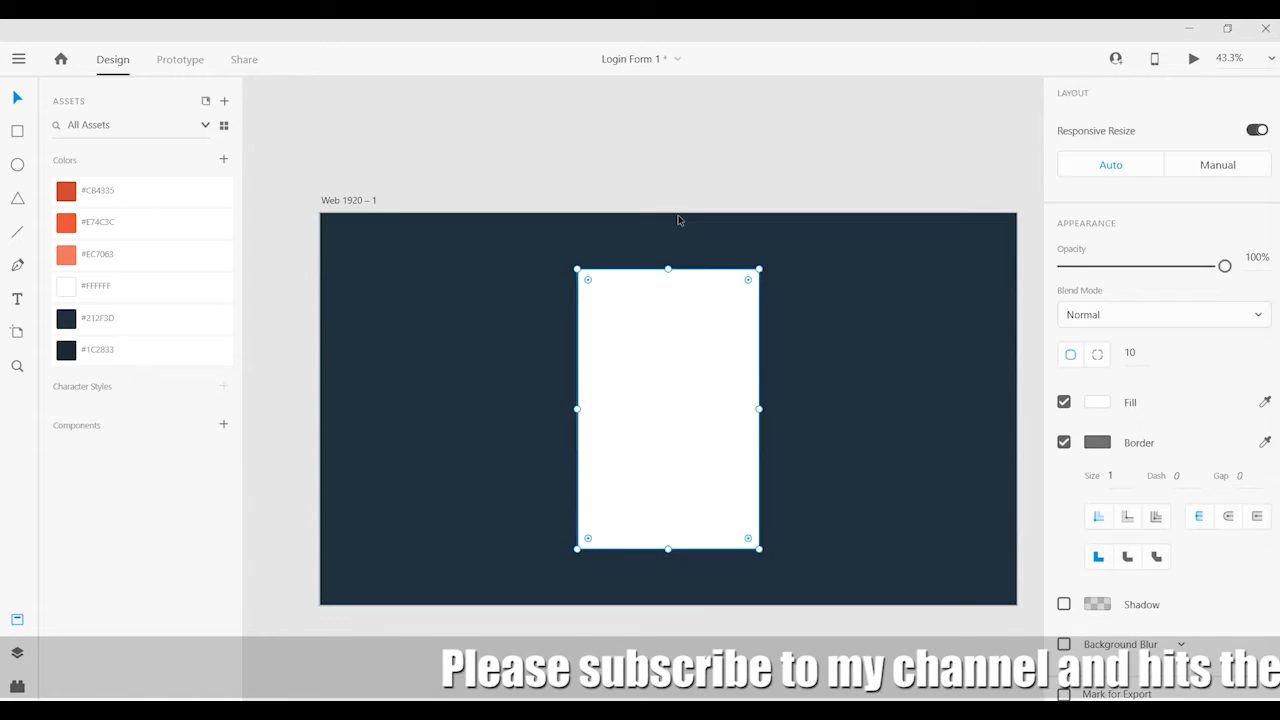 Design
Prototype
Share
Login Form 1 *
43.3%
ASSETS
All Assets
Colors
#CB4335
#E74C3C
#EC7063
#FFFFFF
#212F3D
#1C2833
Character Styles
Components
Web 1920 – 1
LAYOUT
Responsive Resize
Auto
Manual
APPEARANCE
Opacity
100%
Blend Mode
Normal
10
Fill
Border
Size 1
Dash 0
Gap 0
Shadow
Background Blur
Mark for Export
Please subscribe to my channel and hits the